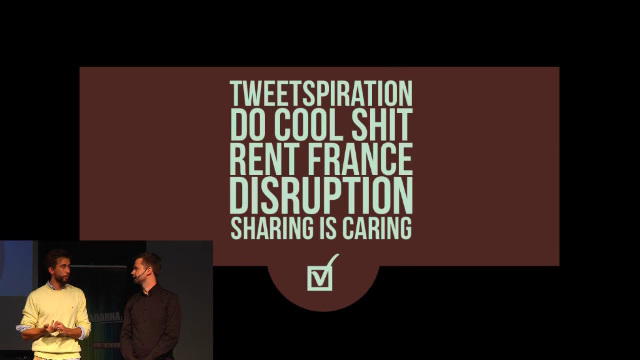 TWEETSPIRATION
DO COOL SHIT
RENT FRANCE
DISRUPTION
SHARING IS CARING